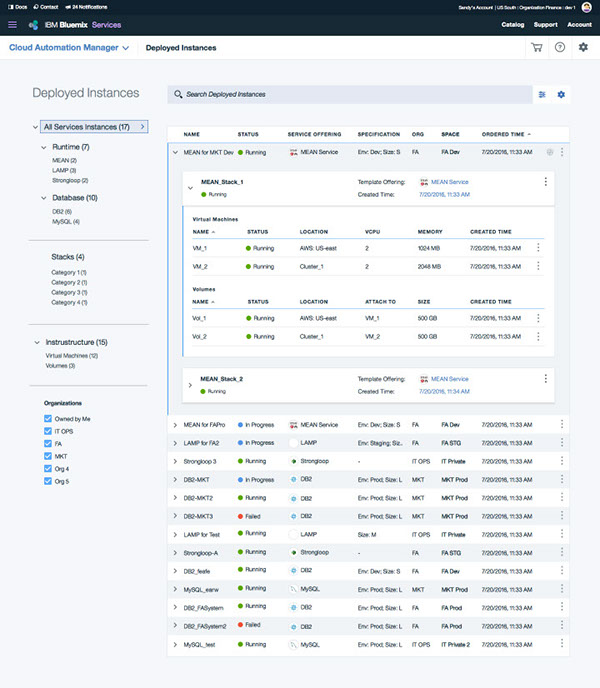 Docs Contact 24 Notifications Sandy's Account | US South : Organization Finance : dev 1
IBM Bluemix Services Catalog Support Account
Cloud Automation Manager Deployed Instances
Deployed Instances
Search Deployed Instances
All Services Instances (17)
Runtime (7)
MEAN (2)
LAMP (3)
Strongloop (2)
Database (10)
DB2 (6)
MySQL (4)
Stacks (4)
Category 1 (1)
Category 2 (1)
Category 3 (1)
Category 4 (1)
Instrustructure (15)
Virtual Machines (12)
Volumes (3)
Organizations
Owned by Me
IT OPS
FA
MKT
Org 4
Org 5
NAME STATUS SERVICE OFFERING SPECIFICATION ORG SPACE ORDERED TIME
MEAN for MKT Dev Running MEAN Service Env: Dev; Size: S FA FA Dev 7/20/2016, 11:33 AM
MEAN_Stack_1 Template Offering: MEAN Service
Running Created Time: 7/20/2016, 11:33 AM
Virtual Machines
NAME STATUS LOCATION VCPU MEMORY CREATED TIME
VM_1 Running AWS: US-east 2 1024 MB 7/20/2016, 11:33 AM
VM_2 Running Cluster_1 2 2048 MB 7/20/2016, 11:33 AM
Volumes
NAME STATUS LOCATION ATTACH TO SIZE CREATED TIME
Vol_1 Running AWS: US-east VM_1 500 GB 7/20/2016, 11:33 AM
Vol_2 Running Cluster_1 VM_2 500 GB 7/20/2016, 11:33 AM
MEAN_Stack_2 Template Offering: MEAN Service
Running Created Time: 7/20/2016, 11:34 AM
MEAN for FAPro In Progress MEAN Service Env: Dev; Size: S FA FA Dev 7/20/2016, 11:33 AM
LAMP for FA2 In Progress LAMP Env: Staging; Siz.. FA FA STG 7/20/2016, 11:33 AM
Strongloop 3 Running Strongloop - IT OPS IT Private 7/20/2016, 11:33 AM
DB2-MKT In Progress DB2 Env: Prod; Size: L MKT MKT Prod 7/20/2016, 11:33 AM
DB2-MKT2 Running DB2 Env: Prod; Size: L MKT MKT Prod 7/20/2016, 11:33 AM
DB2-MKT3 Failed DB2 Env: Prod; Size: L MKT MKT Prod 7/20/2016, 11:33 AM
LAMP for Test Running LAMP Size: M IT OPS IT Private 7/20/2016, 11:33 AM
Strongloop-A Running Strongloop - FA FA STG 7/20/2016, 11:33 AM
DB2_feafe Running DB2 Env: Dev; Size: S FA FA Dev 7/20/2016, 11:33 AM
MySQL_earw Running MySQL Env: Prod; Size: L MKT MKT Prod 7/20/2016, 11:33 AM
DB2_FASystem Running DB2 Env: Prod; Size: L FA FA Prod 7/20/2016, 11:33 AM
DB2_FASystem2 Failed DB2 Env: Prod; Size: L FA FA Prod 7/20/2016, 11:33 AM
MySQL_test Running MySQL Env: Prod; Size: L IT OPS IT Private 2 7/20/2016, 11:33 AM